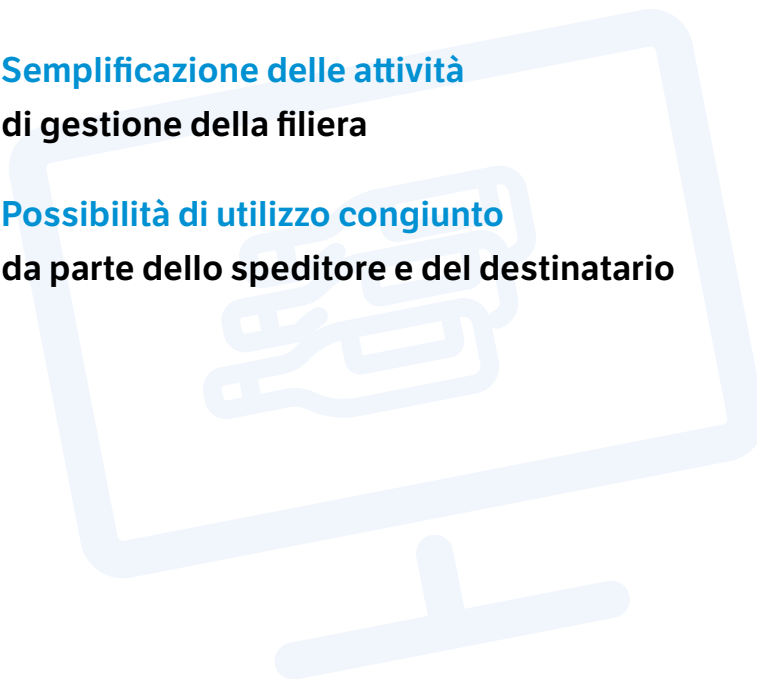 Semplificazione delle attività
di gestione della filiera
Possibilità di utilizzo congiunto
da parte dello speditore e del destinatario